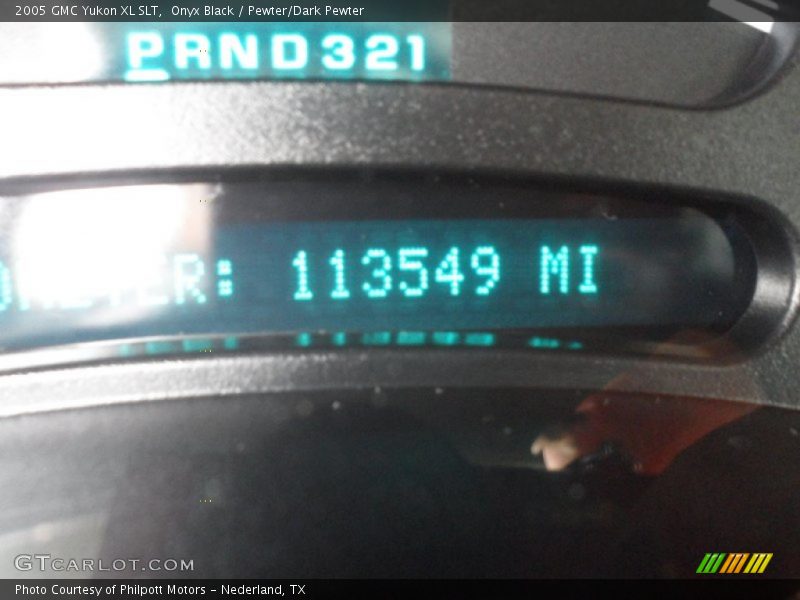 2005 GMC Yukon XL SLT,  Onyx Black / Pewter/Dark Pewter
PRND321
ODOMETER: 113549 MI
GTCARLOT.COM
Photo Courtesy of Philpott Motors - Nederland, TX